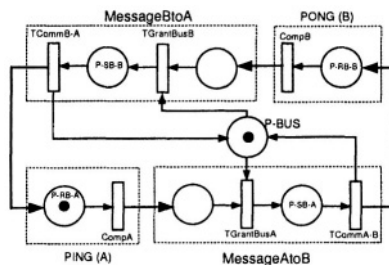 MessageBtoA
PONG (B)
TCommB-A
TGrantBusB
CompB
P-SB-B
P-RB-B
P-BUS
P-RB-A
P-SB-A
CompA
TGrantBusA
TCommA-B
PING (A)
MessageAtoB